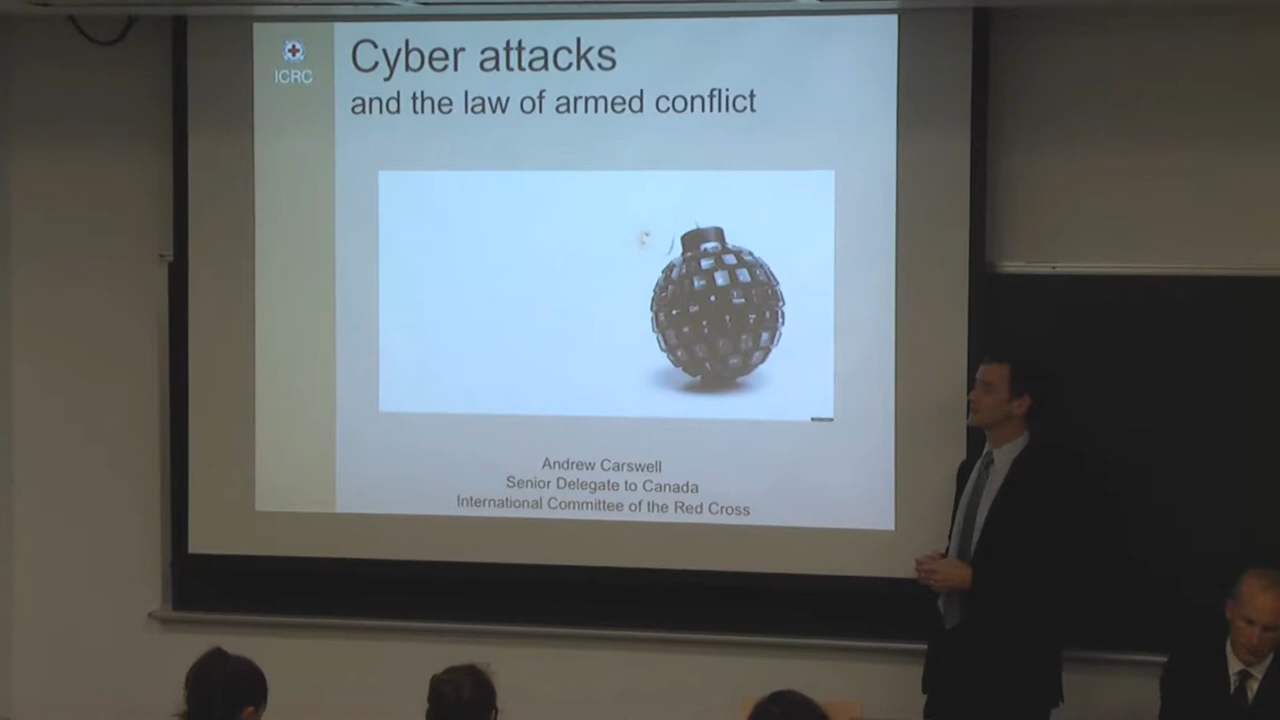 ICRC
Cyber attacks
and the law of armed conflict
Andrew Carswell
Senior Delegate to Canada
International Committee of the Red Cross